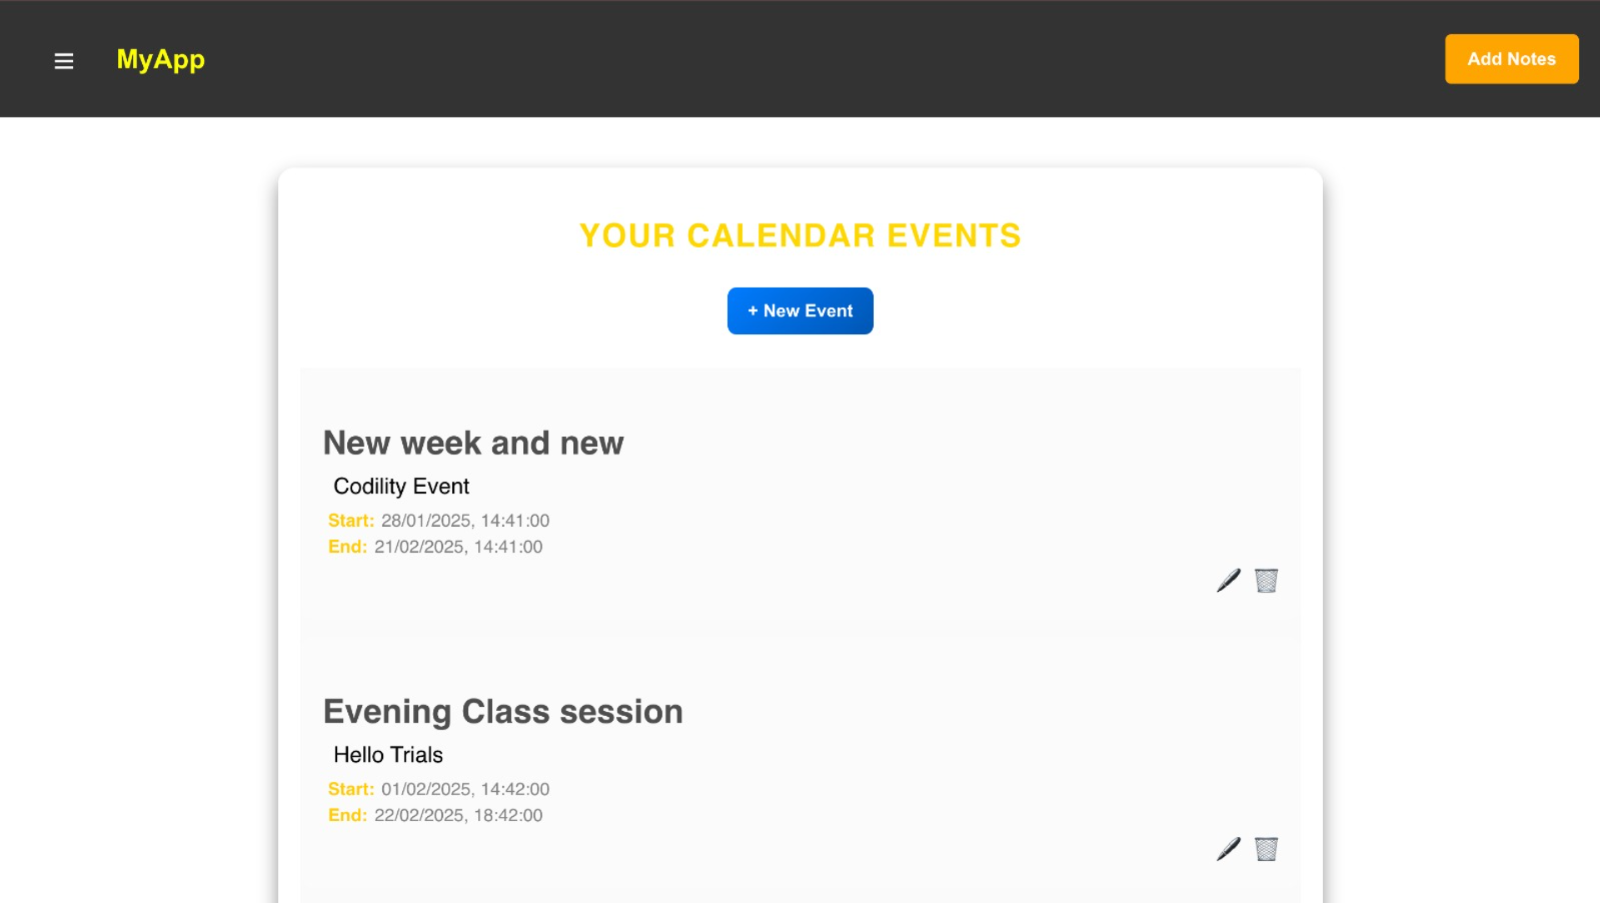 MyApp
Add Notes
YOUR CALENDAR EVENTS
+ New Event
New week and new
Codility Event
Start: 28/01/2025, 14:41:00
End: 21/02/2025, 14:41:00
Evening Class session
Hello Trials
Start: 01/02/2025, 14:42:00
End: 22/02/2025, 18:42:00